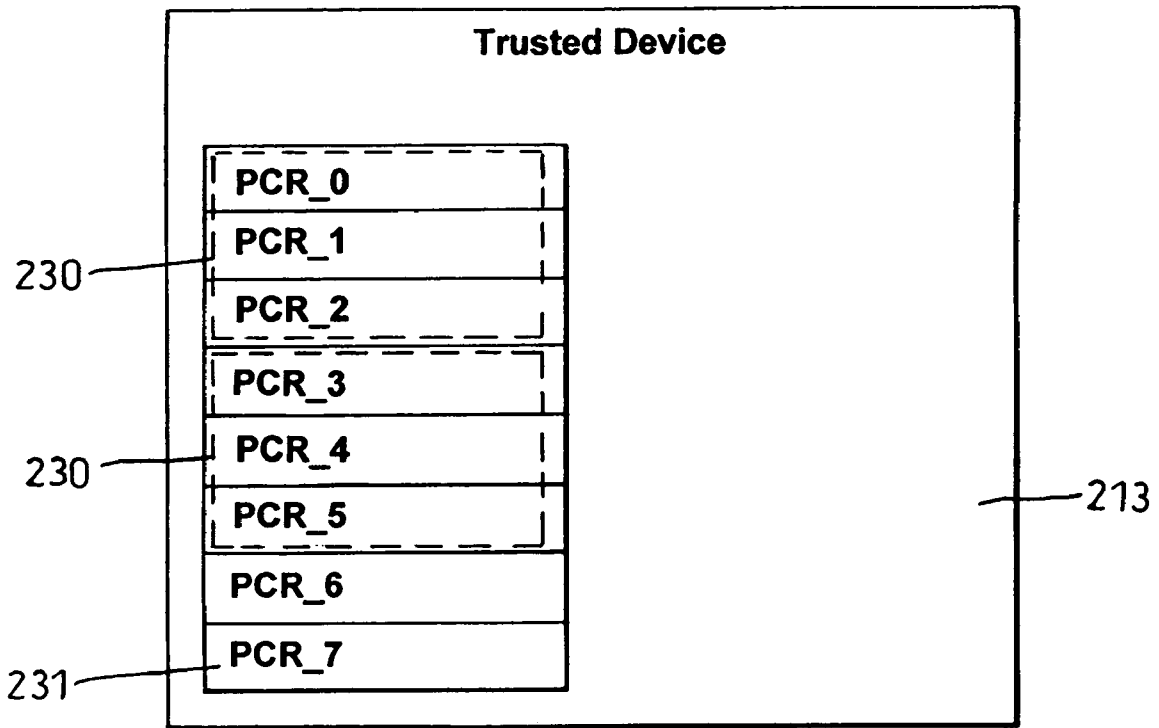 Trusted Device
PCR_0
PCR_1
230
PCR_2
PCR_3
PCR_4
230
213
PCR_5
PCR_6
PCR_7
231